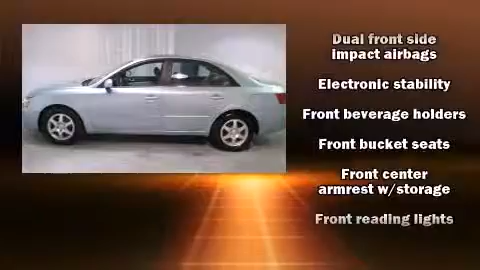 Dual front side
impact airbags
Electronic stability
Front beverage holders
Front bucket seats
Front center
armrest w/storage
Front reading lights